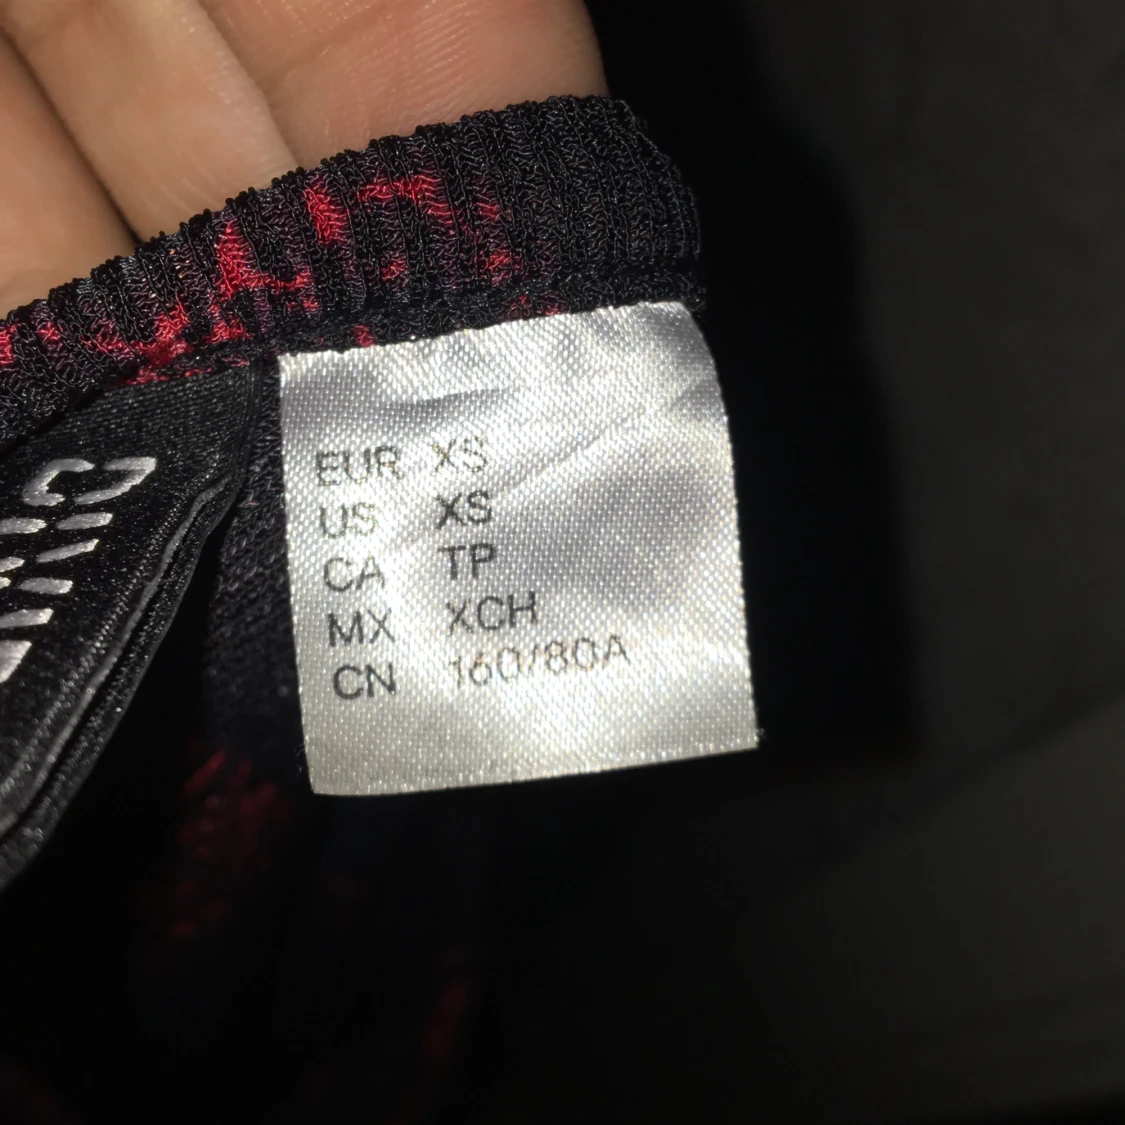 EUR XS
US XS
CA TP
MX XCH
CN 160/80A